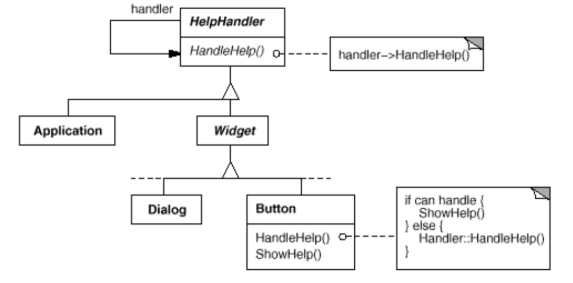 handler
HelpHandler
HandleHelp()
handler->HandleHelp()
Application
Widget
Dialog
Button
HandleHelp()
ShowHelp()
if can handle {
ShowHelp()
} else {
Handler::HandleHelp()
}